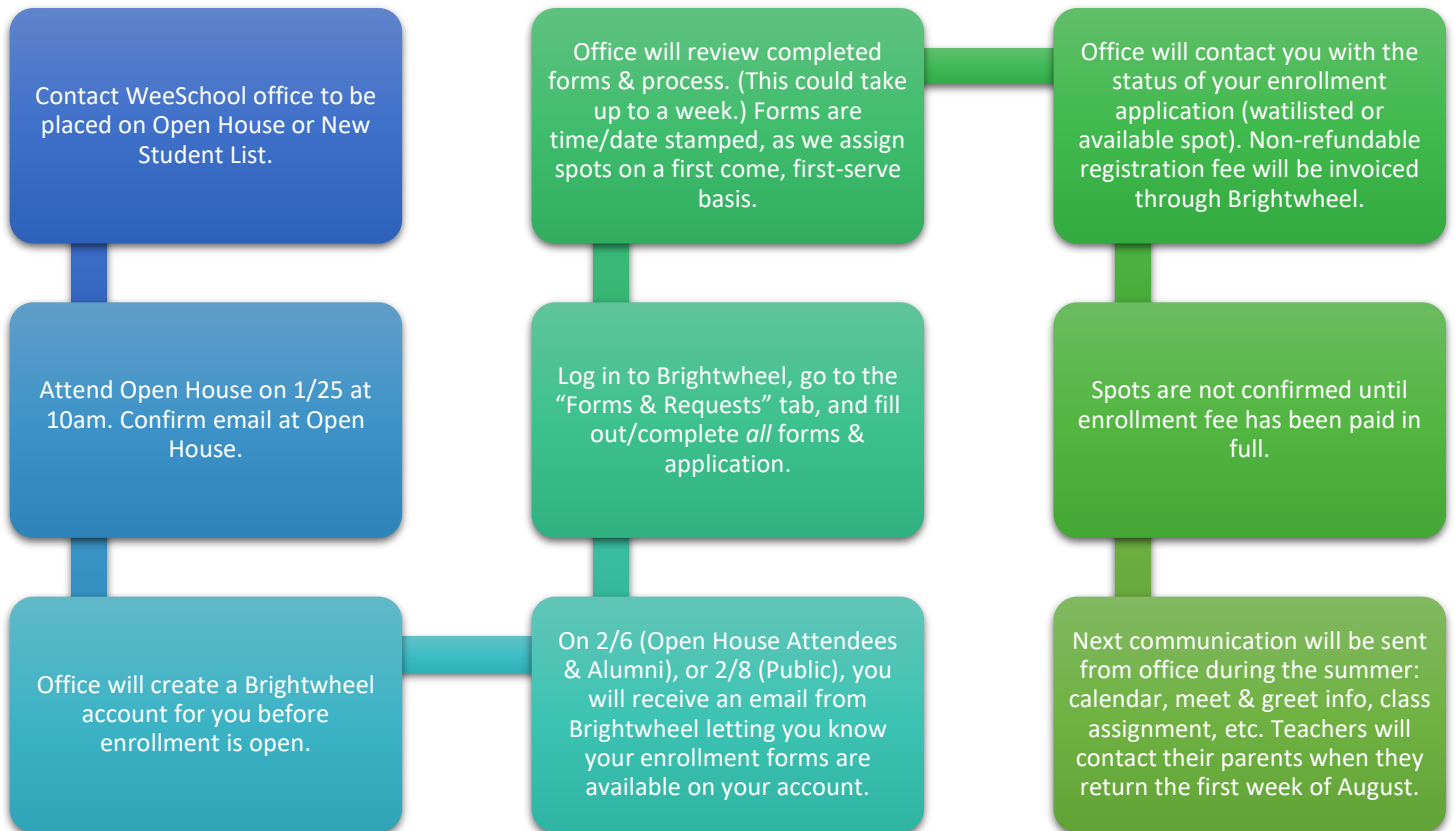 Contact WeeSchool office to be
placed on Open House or New
Student List.
Attend Open House on 1/25 at
10am. Confirm email at Open
House.
Office will create a Brightwheel
account for you before
enrollment is open.
On 2/6 (Open House Attendees
& Alumni), or 2/8 (Public), you
will receive an email from
Brightwheel letting you know
your enrollment forms are
available on your account.
Log in to Brightwheel, go to the
“Forms & Requests” tab, and fill
out/complete all forms &
application.
Office will review completed
forms & process. (This could take
up to a week.) Forms are
time/date stamped, as we assign
spots on a first come, first-serve
basis.
Office will contact you with the
status of your enrollment
application (watilisted or
available spot). Non-refundable
registration fee will be invoiced
through Brightwheel.
Spots are not confirmed until
enrollment fee has been paid in
full.
Next communication will be sent
from office during the summer:
calendar, meet & greet info, class
assignment, etc. Teachers will
contact their parents when they
return the first week of August.